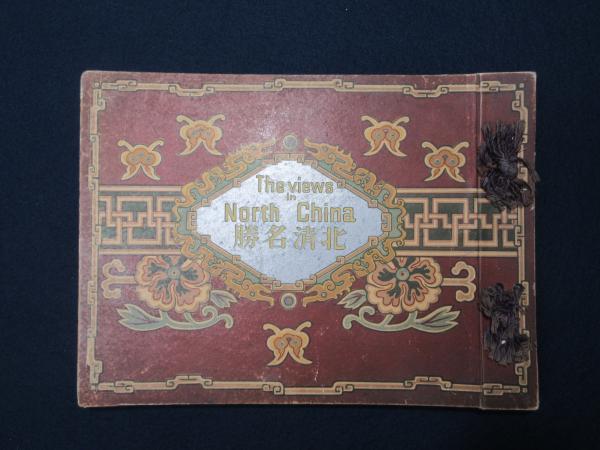 The views
in
North China
勝名清北